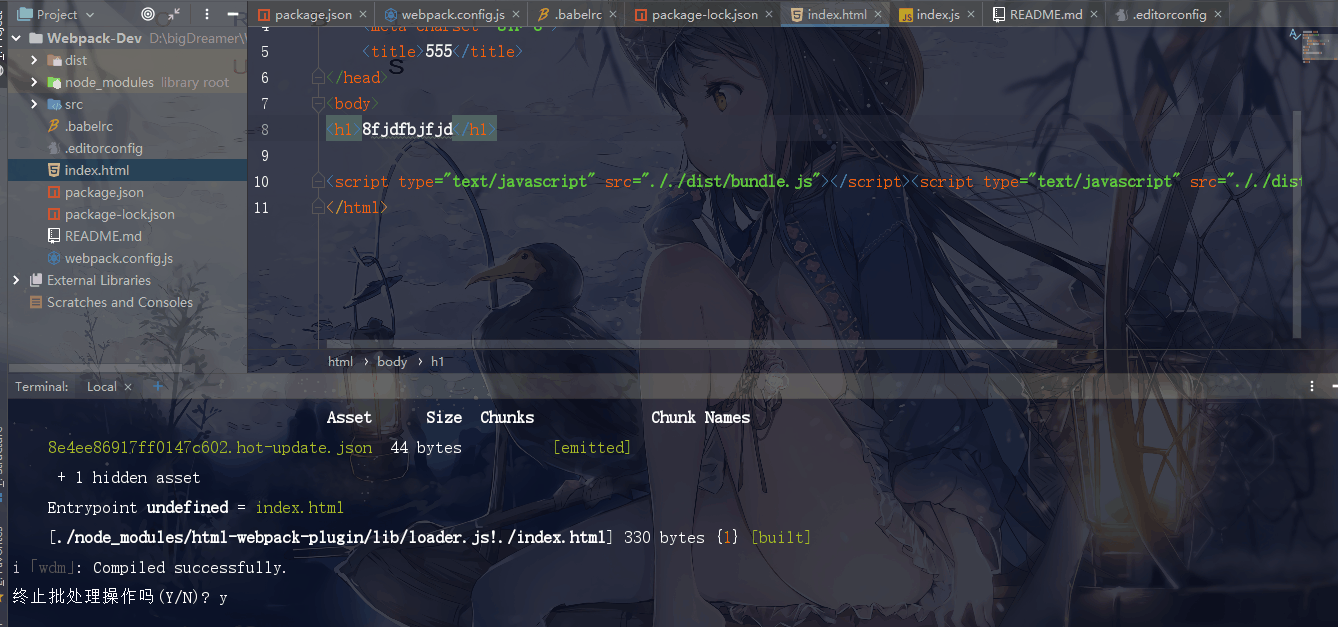 Project
package.json
webpack.config.js
.babelrc
package-lock.json
index.html
index.js
README.md
.editorconfig
Webpack-Dev D:\bigDreamer\
dist
node_modules library root
src
.babelrc
.editorconfig
index.html
package.json
package-lock.json
README.md
webpack.config.js
External Libraries
Scratches and Consoles
5 <title>555</title>
6 </head>
7 <body>
8 <h1>8fjdfbjfjd</h1>
9
10 <script type="text/javascript" src="././dist/bundle.js"></script><script type="text/javascript" src="././dist
11 </html>
html › body › h1
Terminal: Local × +
Asset Size Chunks Chunk Names
8e4ee86917ff0147c602.hot-update.json 44 bytes [emitted]
+ 1 hidden asset
Entrypoint undefined = index.html
[./node_modules/html-webpack-plugin/lib/loader.js!./index.html] 330 bytes {1} [built]
i 「wdm」: Compiled successfully.
终止批处理操作吗(Y/N)? y